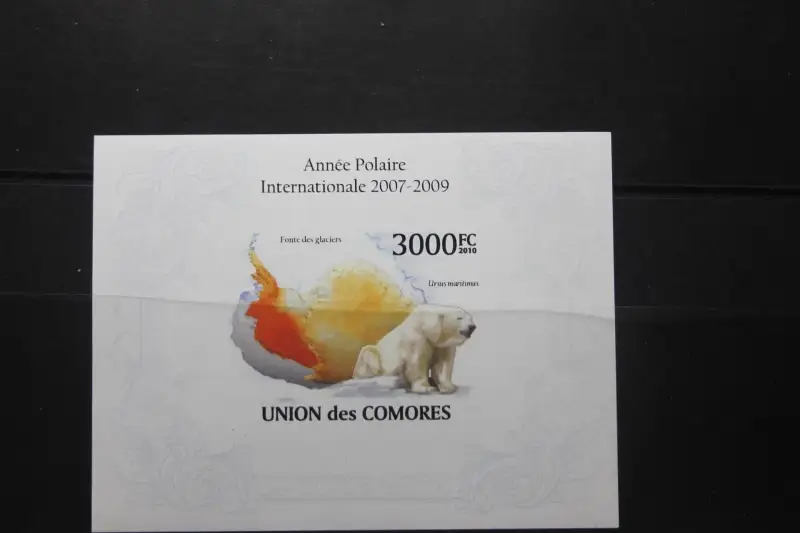 Année Polaire
Internationale 2007-2009
Fonte des glaciers
3000FC
2010
Ursus maritimus
UNION des COMORES